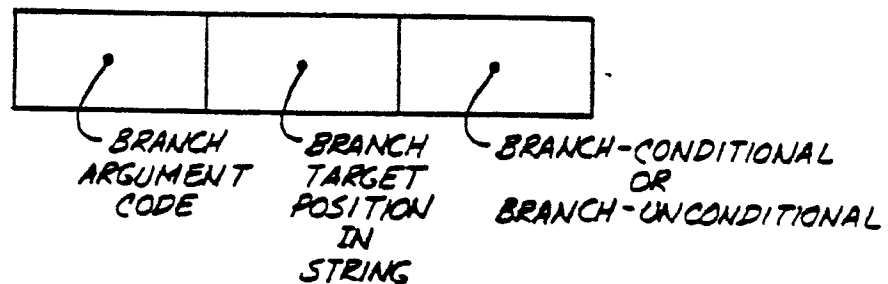 BRANCH
ARGUMENT
CODE
BRANCH
TARGET
POSITION
IN
STRING
BRANCH-CONDITIONAL
OR
BRANCH-UNCONDITIONAL